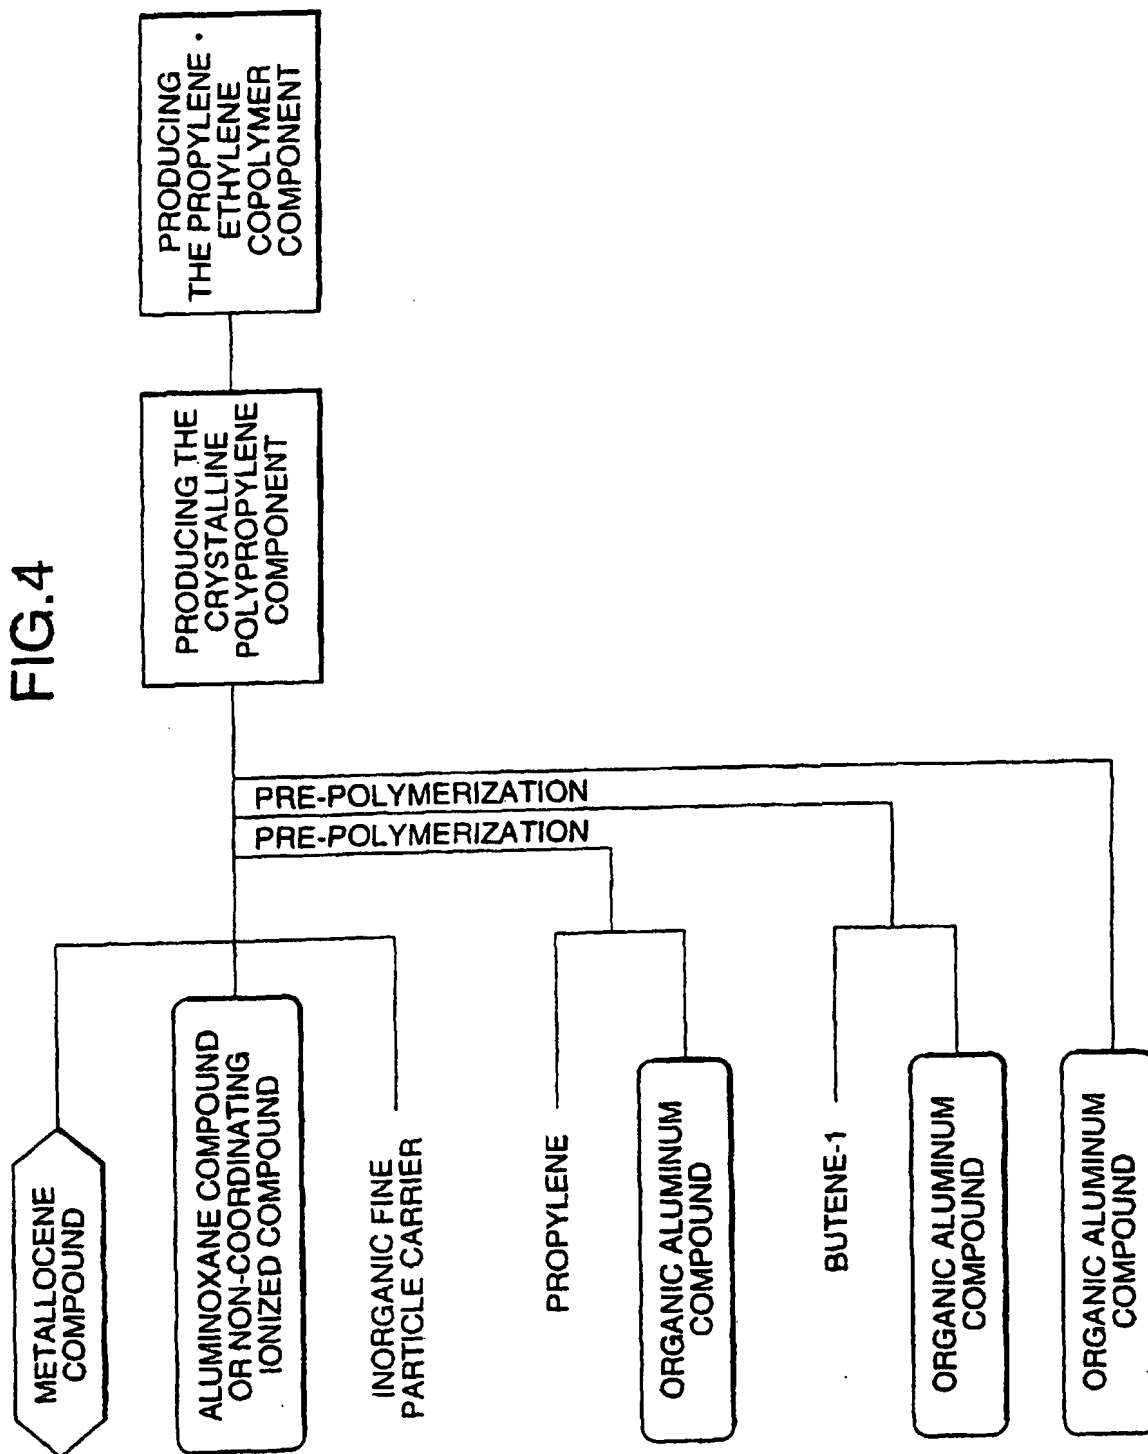 FIG.4
METALLOCENE
COMPOUND
ALUMINOXANE COMPOUND
OR NON-COORDINATING
IONIZED COMPOUND
INORGANIC FINE
PARTICLE CARRIER
PROPYLENE
ORGANIC ALUMINUM
COMPOUND
BUTENE-1
ORGANIC ALUMINUM
COMPOUND
ORGANIC ALUMINUM
COMPOUND
PRE-POLYMERIZATION
PRE-POLYMERIZATION
PRODUCING THE
CRYSTALLINE
POLYPROPYLENE
COMPONENT
PRODUCING
THE PROPYLENE ·
ETHYLENE
COPOLYMER
COMPONENT